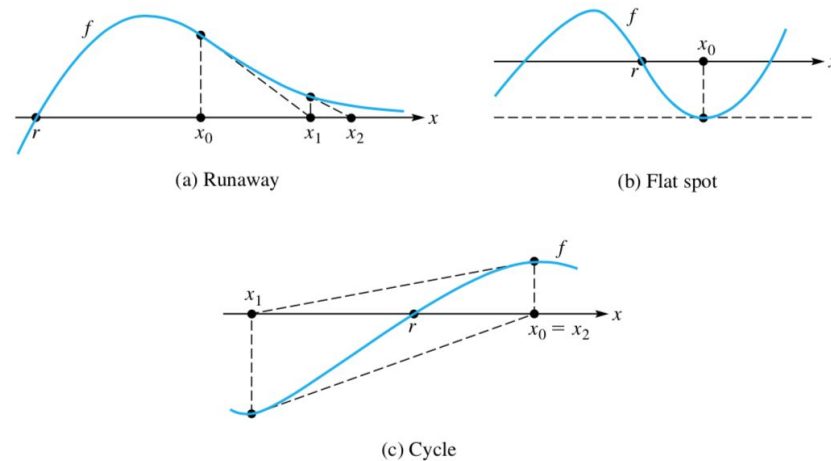 f
r
x₀
x₁
x₂
x
(a) Runaway
f
x₀
r
(b) Flat spot
f
x₁
r
x₀ = x₂
x
(c) Cycle